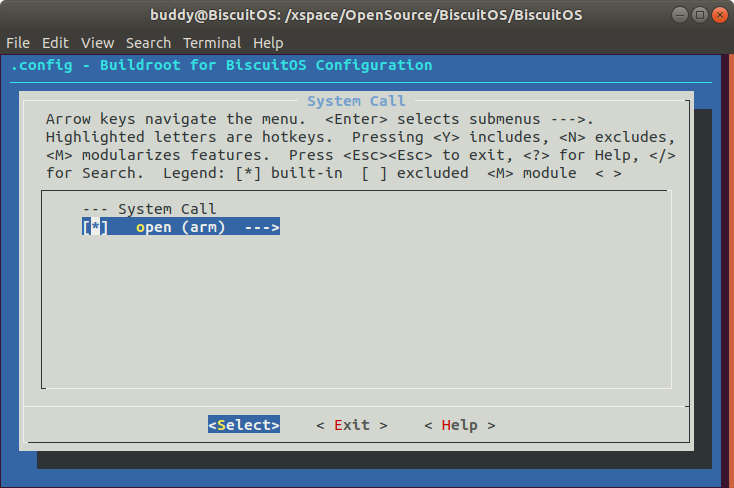 buddy@BiscuitOS: /xspace/OpenSource/BiscuitOS/BiscuitOS
File Edit View Search Terminal Help
.config - Buildroot for BiscuitOS Configuration
System Call
Arrow keys navigate the menu.  <Enter> selects submenus --->.
Highlighted letters are hotkeys.  Pressing <Y> includes, <N> excludes,
<M> modularizes features.  Press <Esc><Esc> to exit, <?> for Help, </>
for Search.  Legend: [*] built-in  [ ] excluded  <M> module  < >
--- System Call
[*]   open (arm)  --->
<Select>    < Exit >    < Help >